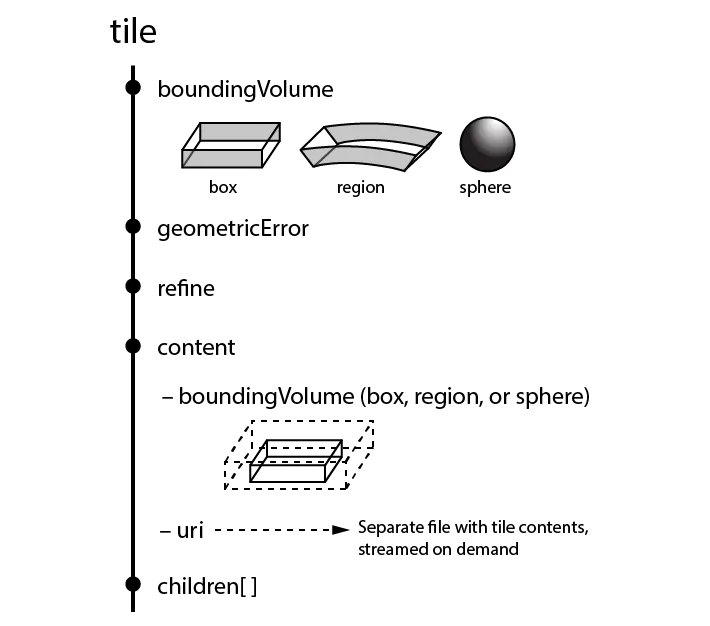 tile
boundingVolume
box region sphere
geometricError
refine
content
– boundingVolume (box, region, or sphere)
– uri Separate file with tile contents,
streamed on demand
children[ ]